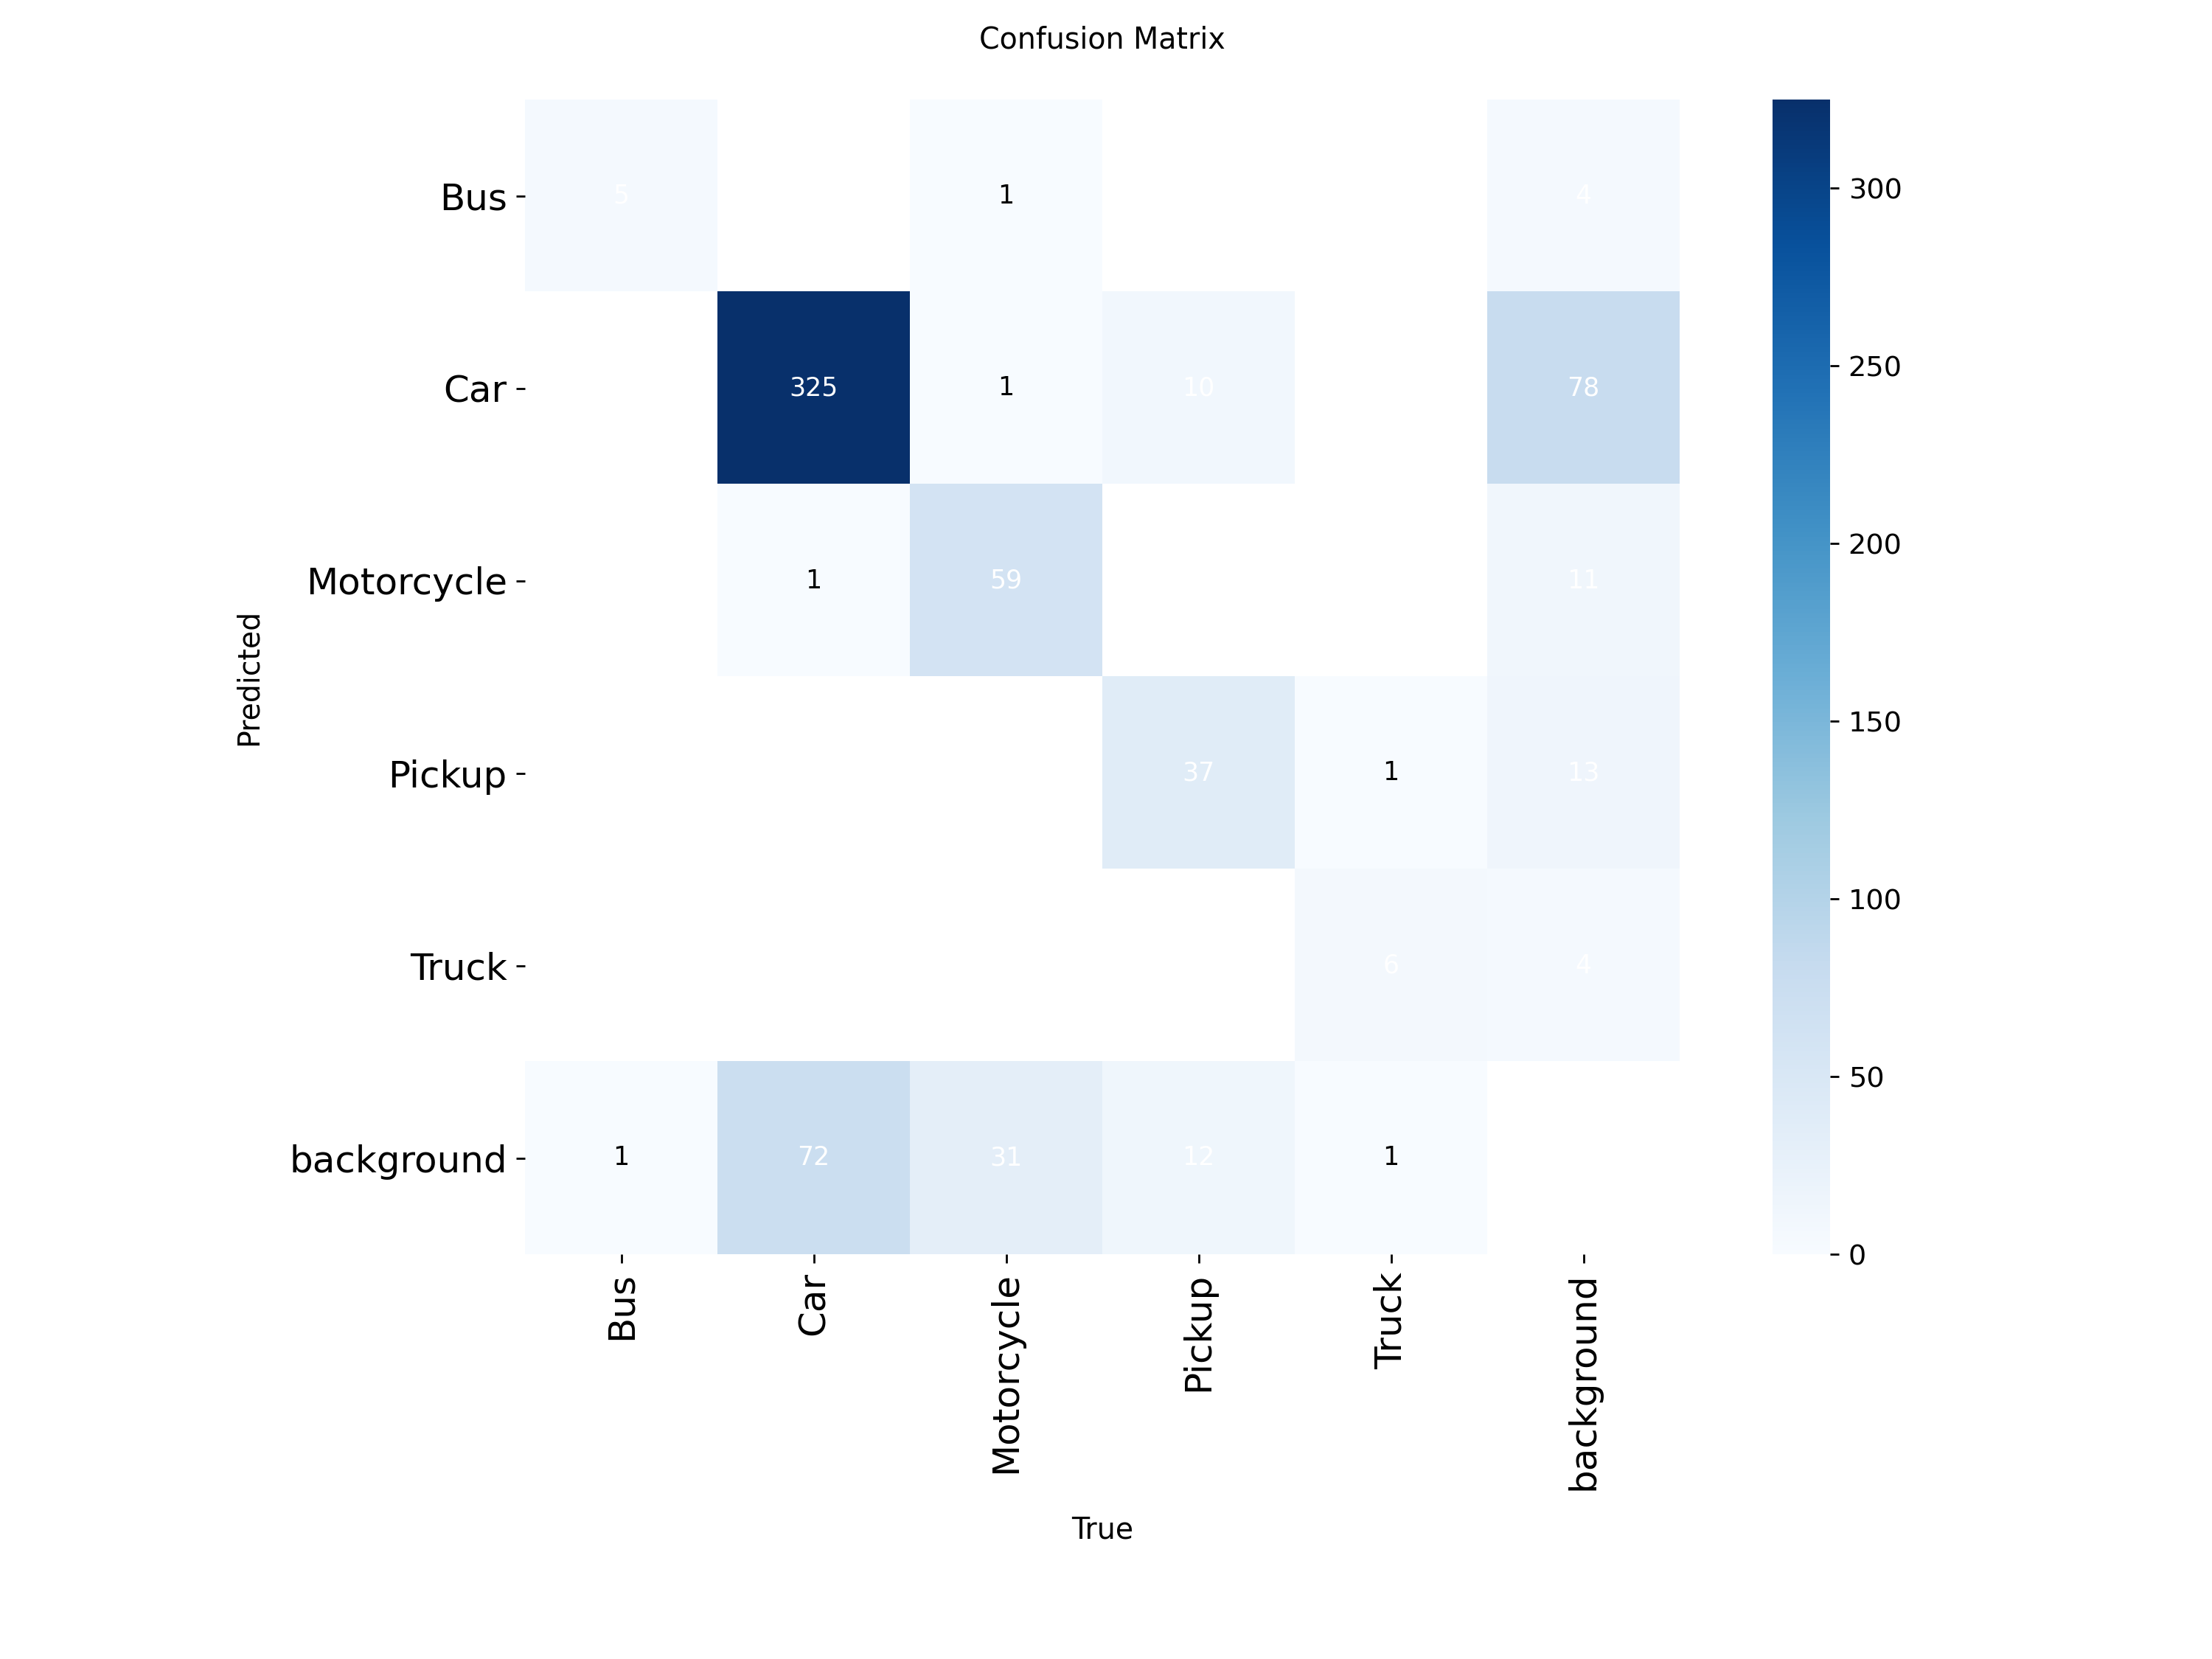 Confusion Matrix
Bus 5 1 4
Car 325 1 10 78
Motorcycle 1 59 11
Pickup 37 1 13
Truck 6 4
background 1 72 31 12 1
Predicted
Bus Car Motorcycle Pickup Truck background
True
300
250
200
150
100
50
0